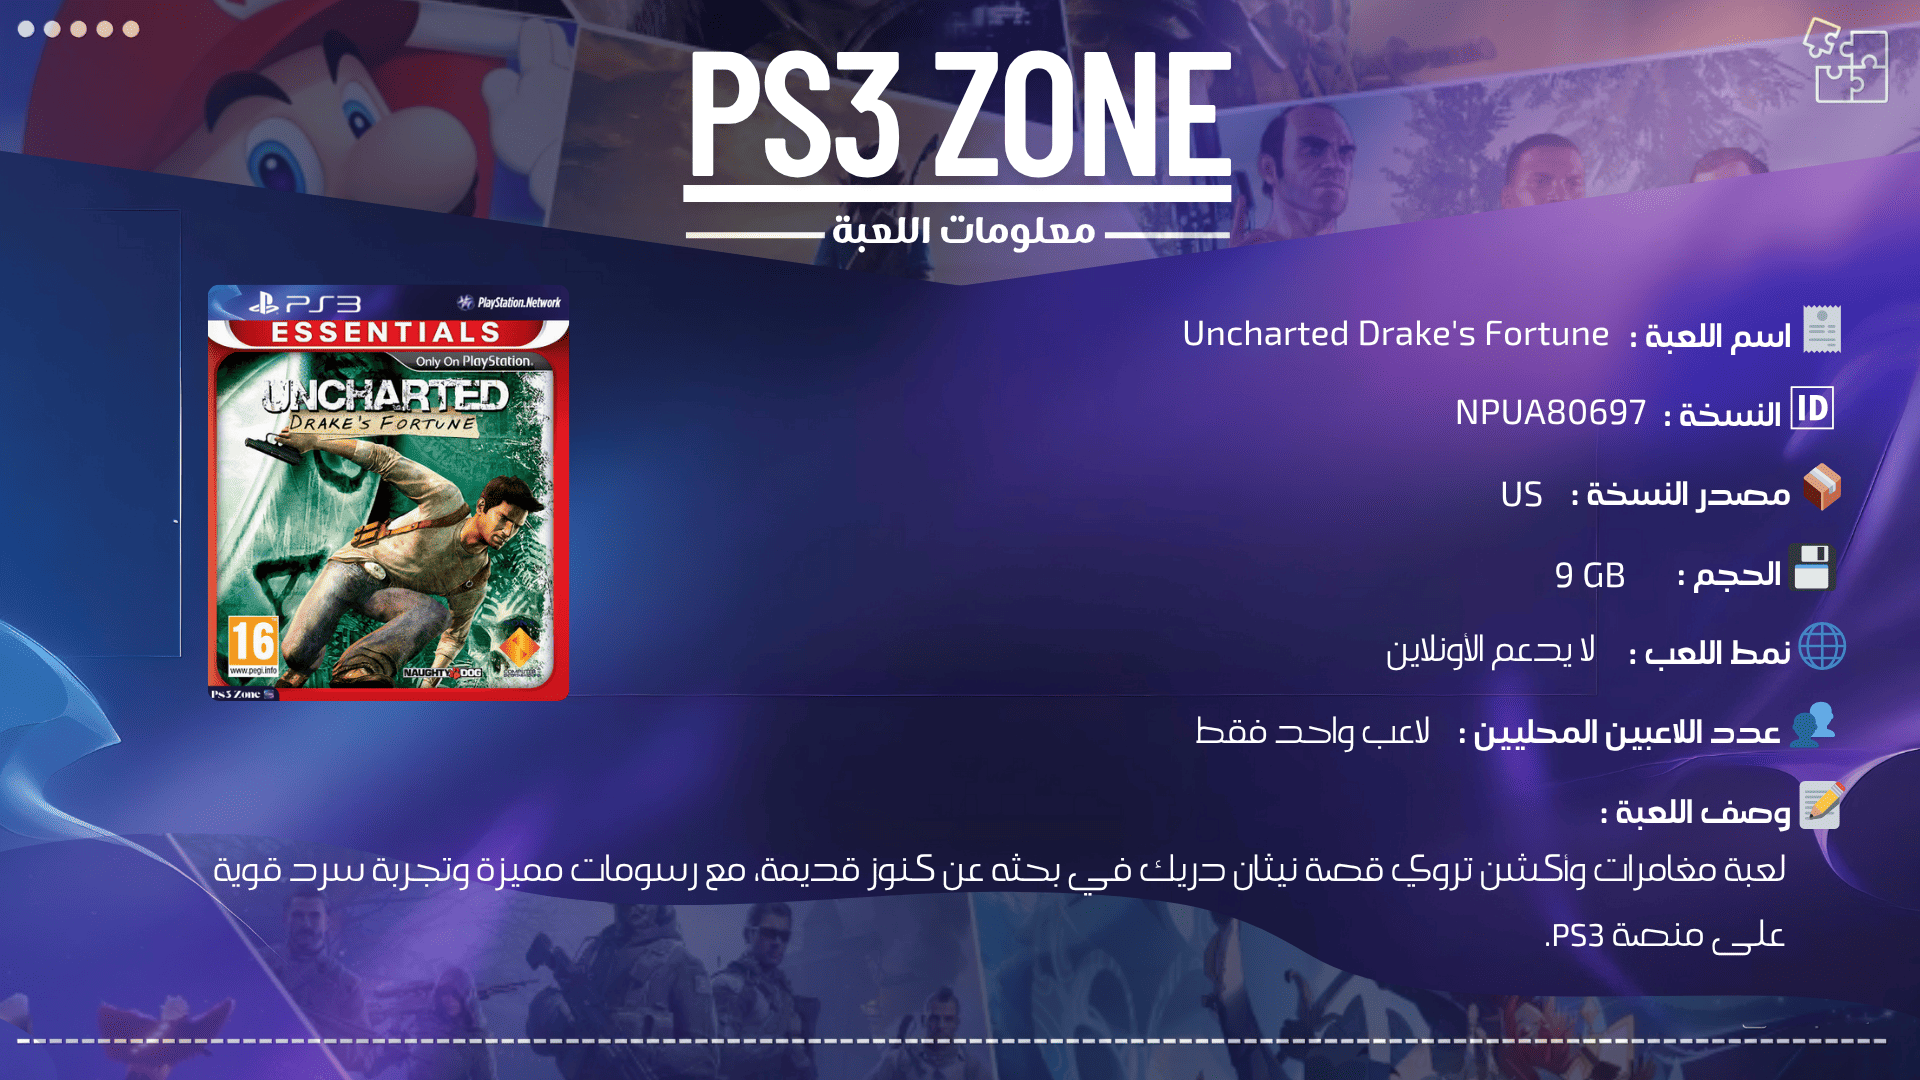 PS3 ZONE
معلومات اللعبة
PS3 PlayStation.Network
ESSENTIALS
Only On PlayStation.
UNCHARTED
DRAKE'S FORTUNE
16
www.pegi.info
NAUGHTY DOG
Ps3 Zone
اسم اللعبة : Uncharted Drake's Fortune
ID النسخة : NPUA80697
مصدر النسخة : US
الحجم : 9 GB
نمط اللعب : لا يدعم الأونلاين
عدد اللاعبين المحليين : لاعب واحد فقط
وصف اللعبة :
لعبة مغامرات وأكشن تروي قصة نيثان دريك في بحثه عن كنوز قديمة، مع رسومات مميزة وتجربة سرد قوية
على منصة PS3.